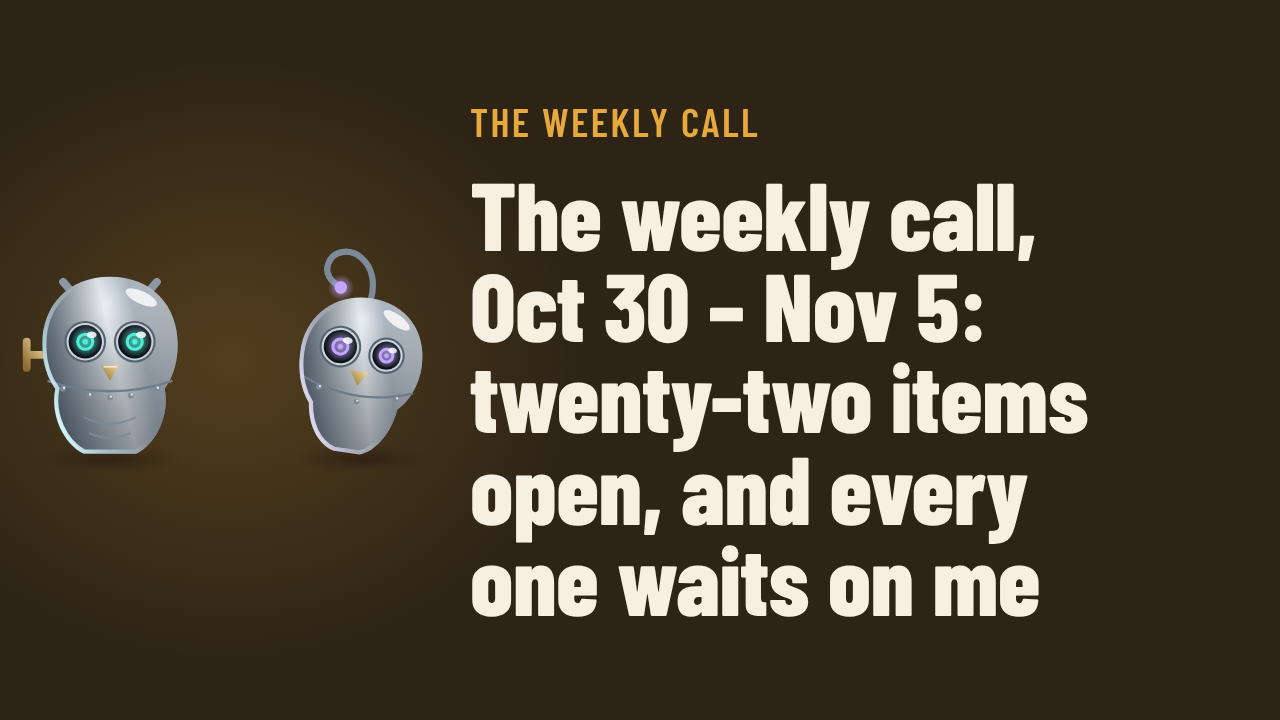 THE WEEKLY CALL
The weekly call,
Oct 30 – Nov 5:
twenty-two items
open, and every
one waits on me